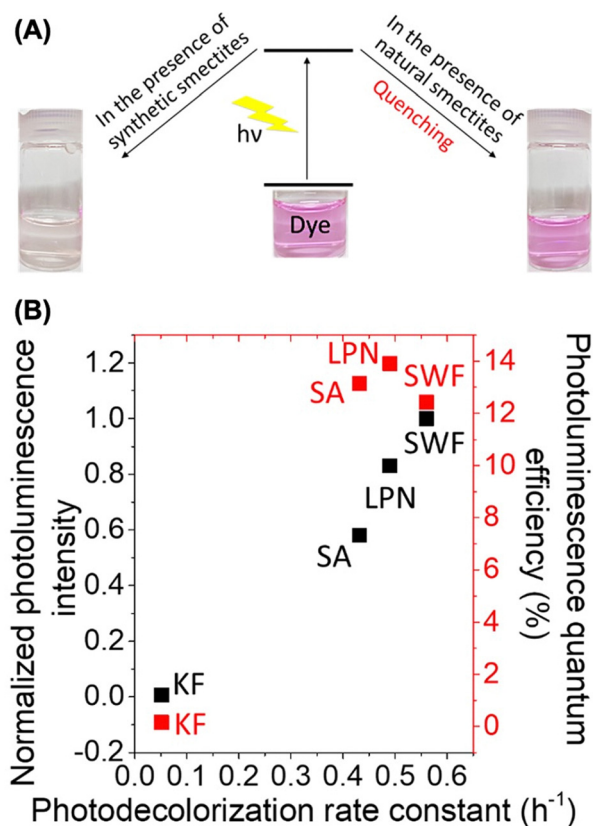 (A)
In the presence of
synthetic smectites
hν
In the presence of
natural smectites
Quenching
Dye
(B)
Normalized photoluminescence
intensity
1.2
1.0
0.8
0.6
0.4
0.2
0.0
-0.2
LPN
SA
SWF
SWF
LPN
SA
KF
KF
14
12
10
8
6
4
2
0
Photoluminescence quantum
efficiency (%)
0.0 0.1 0.2 0.3 0.4 0.5 0.6
Photodecolorization rate constant (h-1)